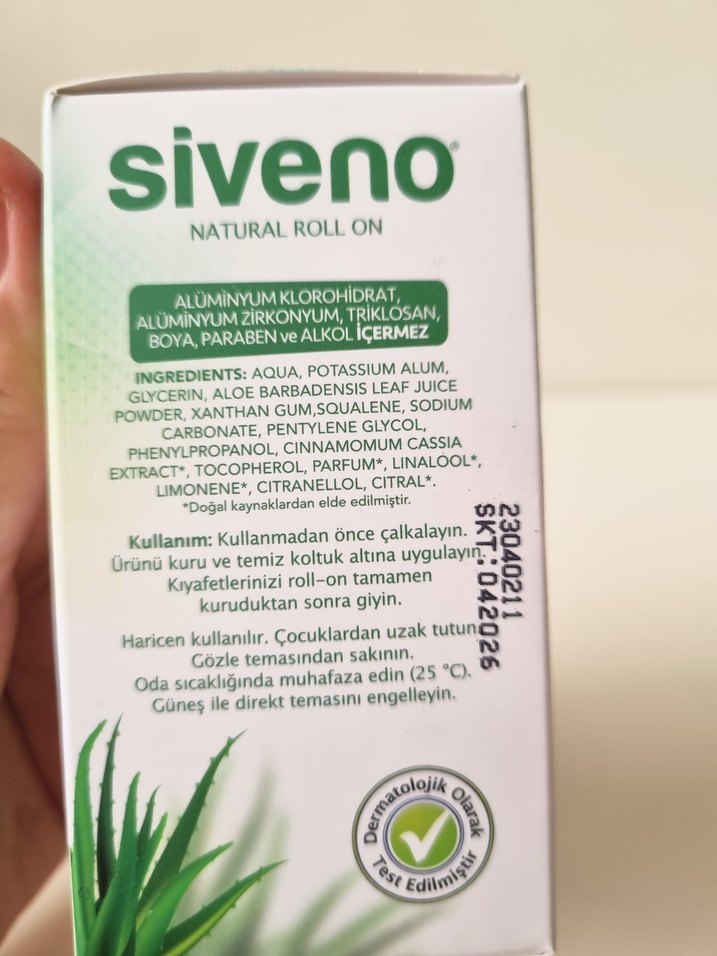 siveno®
NATURAL ROLL ON
ALÜMİNYUM KLOROHİDRAT,
ALÜMİNYUM ZİRKONYUM, TRİKLOSAN,
BOYA, PARABEN ve ALKOL İÇERMEZ
INGREDIENTS: AQUA, POTASSIUM ALUM,
GLYCERIN, ALOE BARBADENSIS LEAF JUICE
POWDER, XANTHAN GUM,SQUALENE, SODIUM
CARBONATE, PENTYLENE GLYCOL,
PHENYLPROPANOL, CINNAMOMUM CASSIA
EXTRACT*, TOCOPHEROL, PARFUM*, LINALOOL*,
LIMONENE*, CITRANELLOL, CITRAL*.
*Doğal kaynaklardan elde edilmiştir.
Kullanım: Kullanmadan önce çalkalayın.
Ürünü kuru ve temiz koltuk altına uygulayın.
Kıyafetlerinizi roll-on tamamen
kuruduktan sonra giyin.
Haricen kullanılır. Çocuklardan uzak tutun.
Gözle temasından sakının.
Oda sıcaklığında muhafaza edin (25 °C).
Güneş ile direkt temasını engelleyin.
23040211
SKT:042026
Dermatolojik Olarak
Test Edilmiştir